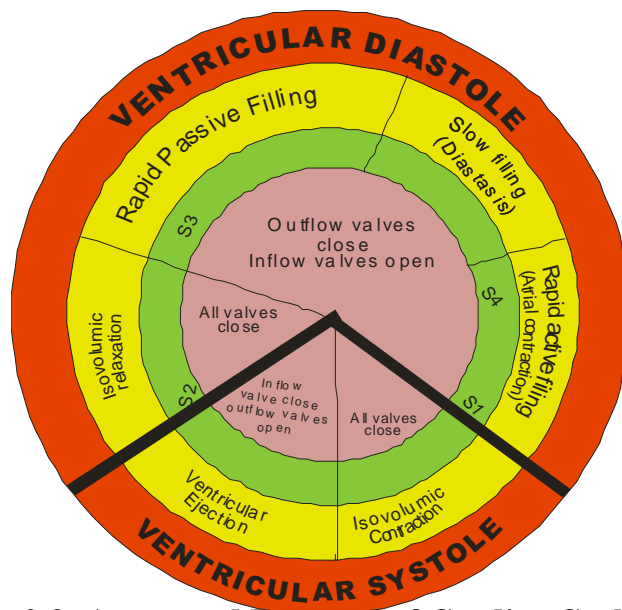 VENTRICULAR DIASTOLE
Rapid Passive Filling
Slow filling
(Diastasis)
S3
Outflow valves
close
Inflow valves open
S4
Rapid active filing
(Atrial contraction)
All valves
close
Isovolumic
relaxation
S2
Inflow
valve close
outflow valves
open
All valves
close
S1
Ventricular
Ejection
Isovolumic
Contraction
VENTRICULAR SYSTOLE